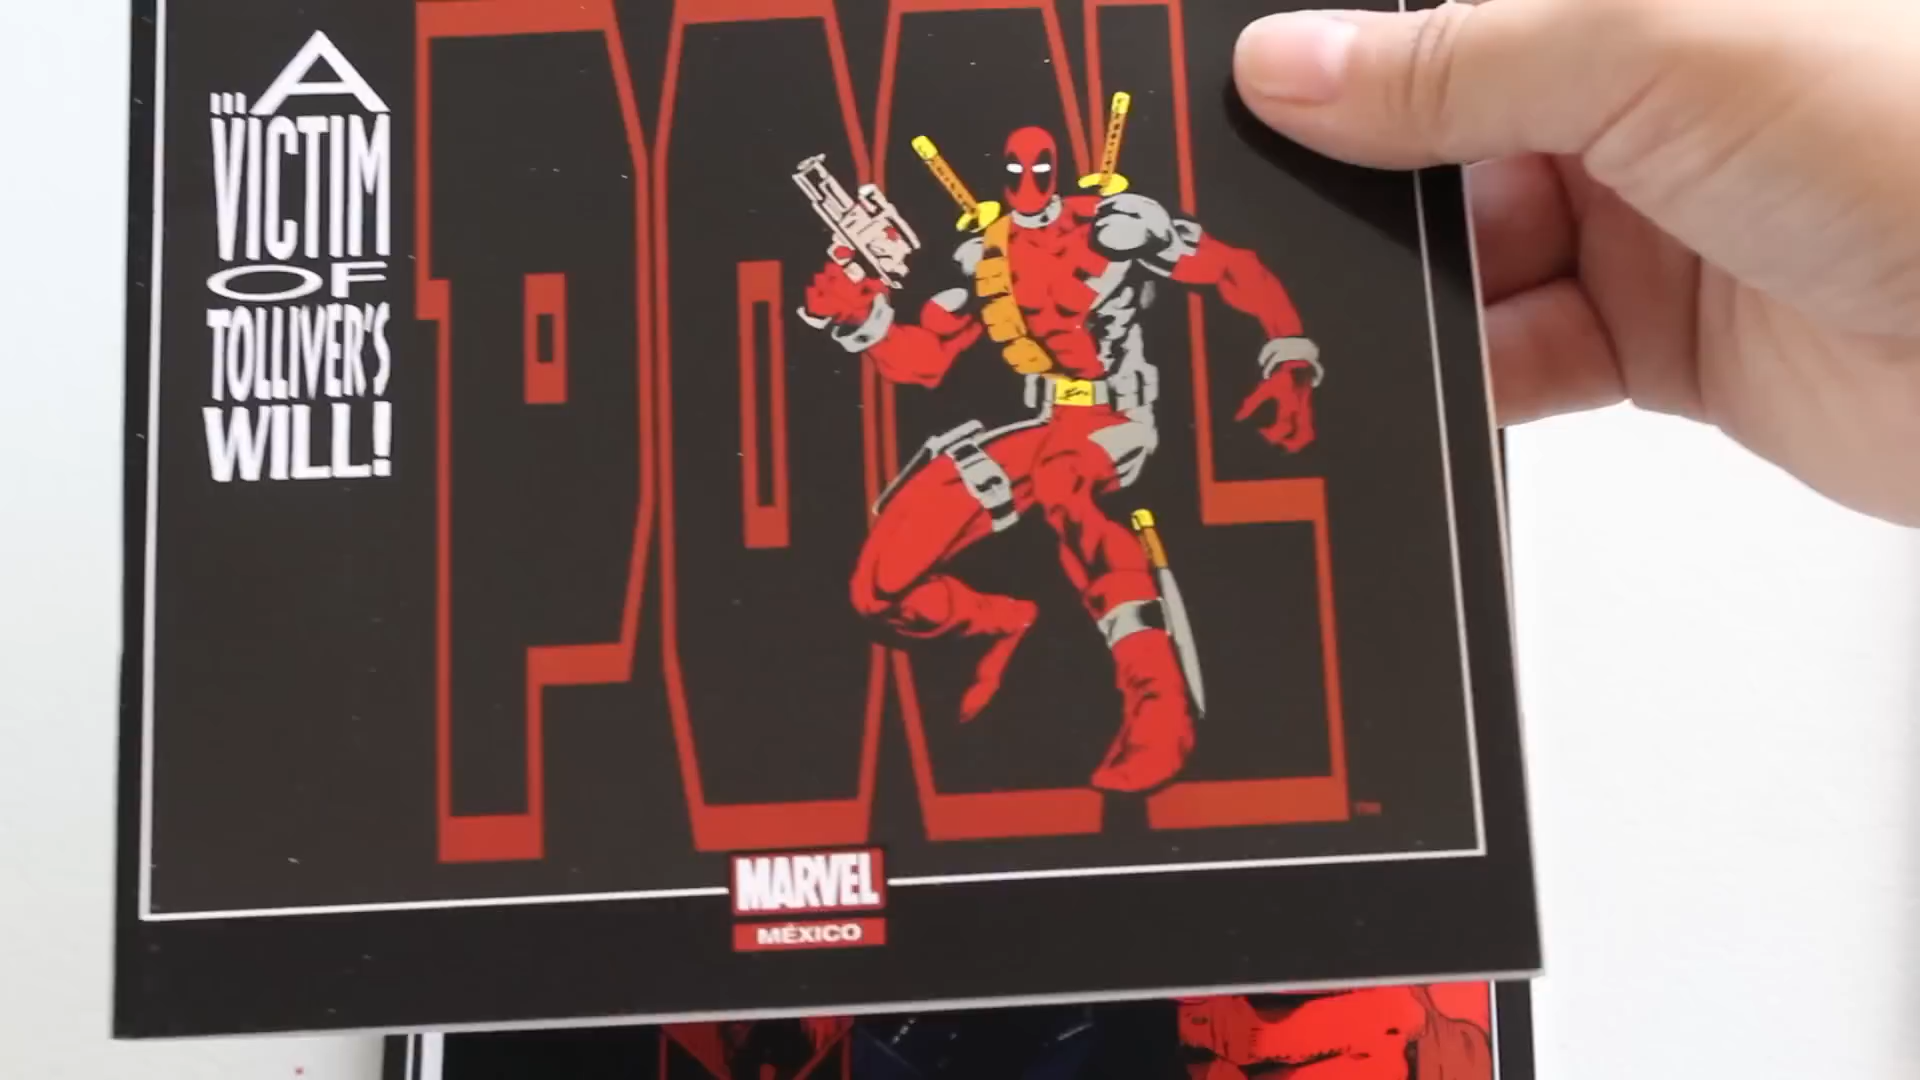 ...A
VICTIM
OF
TOLLIVER'S
WILL!
POOL
TM
MARVEL
MÉXICO